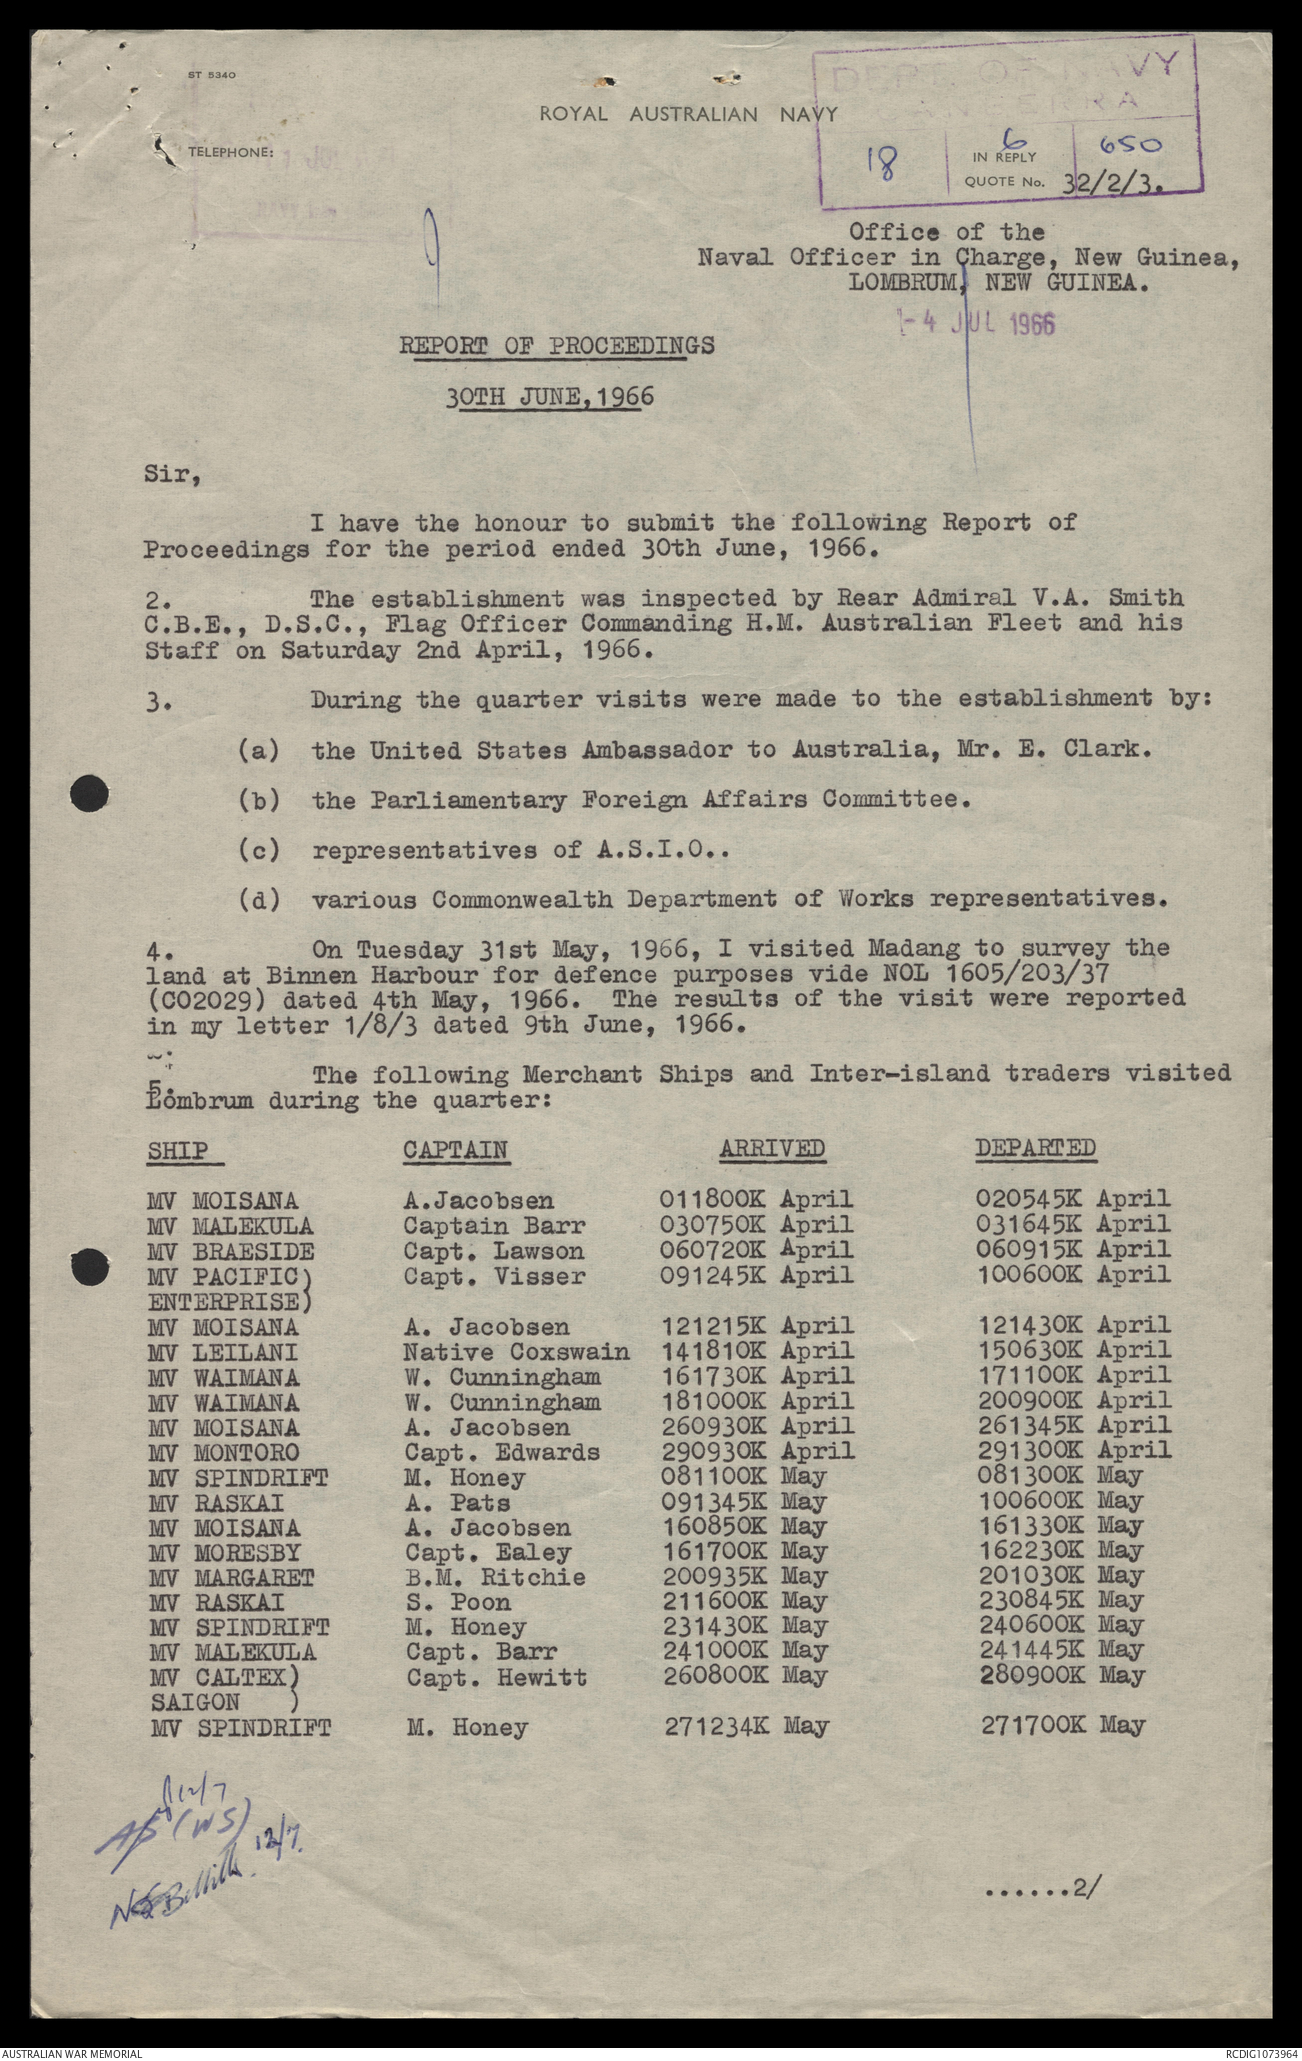 ST 5340
ROYAL AUSTRALIAN NAVY
DEPT OF NAVY
CANBERRA
TELEPHONE:
18
6
650
IN REPLY
QUOTE No. 32/2/3.
Office of the
Naval Officer in Charge, New Guinea,
LOMBRUM, NEW GUINEA.
-4 JUL 1966
REPORT OF PROCEEDINGS
30TH JUNE,1966
Sir,
I have the honour to submit the following Report of
Proceedings for the period ended 30th June, 1966.
2. The establishment was inspected by Rear Admiral V.A. Smith
C.B.E., D.S.C., Flag Officer Commanding H.M. Australian Fleet and his
Staff on Saturday 2nd April, 1966.
3. During the quarter visits were made to the establishment by:
(a) the United States Ambassador to Australia, Mr. E. Clark.
(b) the Parliamentary Foreign Affairs Committee.
(c) representatives of A.S.I.O..
(d) various Commonwealth Department of Works representatives.
4. On Tuesday 31st May, 1966, I visited Madang to survey the
land at Binnen Harbour for defence purposes vide NOL 1605/203/37
(CO2029) dated 4th May, 1966. The results of the visit were reported
in my letter 1/8/3 dated 9th June, 1966.
5. The following Merchant Ships and Inter-island traders visited
Lombrum during the quarter:
SHIP CAPTAIN ARRIVED DEPARTED
MV MOISANA A.Jacobsen 011800K April 020545K April
MV MALEKULA Captain Barr 030750K April 031645K April
MV BRAESIDE Capt. Lawson 060720K April 060915K April
MV PACIFIC) Capt. Visser 091245K April 100600K April
ENTERPRISE)
MV MOISANA A. Jacobsen 121215K April 121430K April
MV LEILANI Native Coxswain 141810K April 150630K April
MV WAIMANA W. Cunningham 161730K April 171100K April
MV WAIMANA W. Cunningham 181000K April 200900K April
MV MOISANA A. Jacobsen 260930K April 261345K April
MV MONTORO Capt. Edwards 290930K April 291300K April
MV SPINDRIFT M. Honey 081100K May 081300K May
MV RASKAI A. Pats 091345K May 100600K May
MV MOISANA A. Jacobsen 160850K May 161330K May
MV MORESBY Capt. Ealey 161700K May 162230K May
MV MARGARET B.M. Ritchie 200935K May 201030K May
MV RASKAI S. Poon 211600K May 230845K May
MV SPINDRIFT M. Honey 231430K May 240600K May
MV MALEKULA Capt. Barr 241000K May 241445K May
MV CALTEX) Capt. Hewitt 260800K May 280900K May
SAIGON )
MV SPINDRIFT M. Honey 271234K May 271700K May
12/7
AS (WS)
12/7.
......2/
AUSTRALIAN WAR MEMORIAL
RCDIG1073964